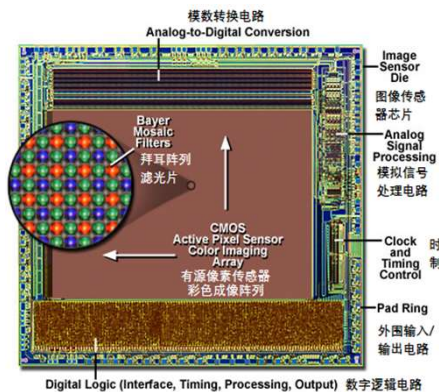 模数转换电路
Analog-to-Digital Conversion
Image
Sensor
Die
图像传感
器芯片
Bayer
Mosaic
Filters
拜耳阵列
滤光片
Analog
Signal
Processing
模拟信号
处理电路
CMOS
Active Pixel Sensor
Color Imaging
Array
有源像素传感器
彩色成像阵列
Clock 时
and
Timing 制
Control
Pad Ring
外围输入/
输出电路
Digital Logic (Interface, Timing, Processing, Output) 数字逻辑电路